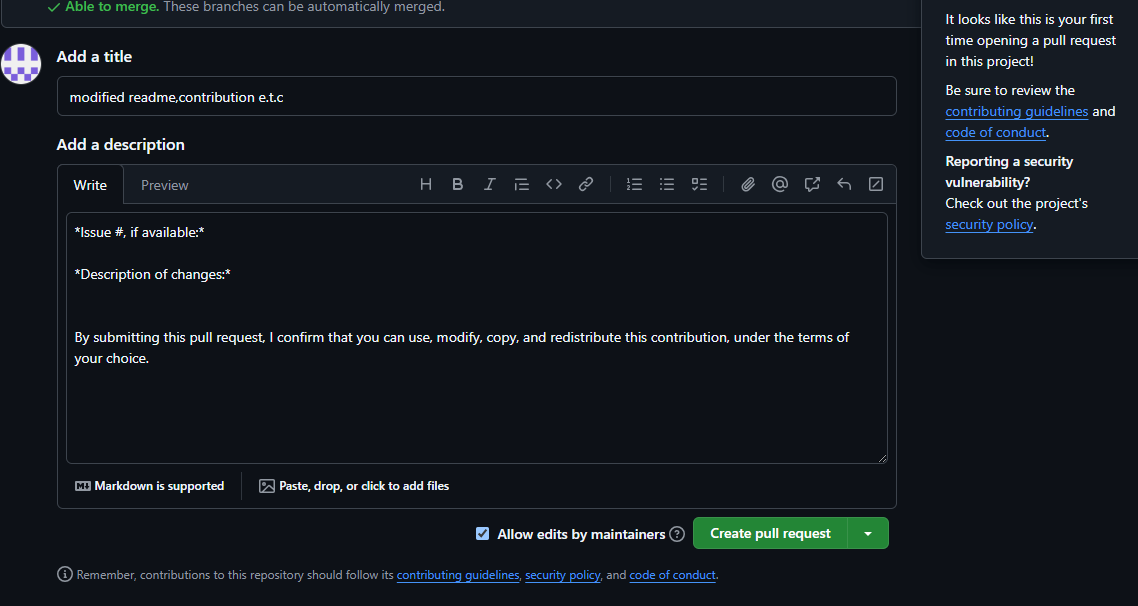 Able to merge. These branches can be automatically merged.
Add a title
modified readme,contribution e.t.c
Add a description
Write
Preview
*Issue #, if available:*
*Description of changes:*
By submitting this pull request, I confirm that you can use, modify, copy, and redistribute this contribution, under the terms of
your choice.
Markdown is supported
Paste, drop, or click to add files
Allow edits by maintainers
Create pull request
Remember, contributions to this repository should follow its contributing guidelines, security policy, and code of conduct.
It looks like this is your first
time opening a pull request
in this project!
Be sure to review the
contributing guidelines and
code of conduct.
Reporting a security
vulnerability?
Check out the project's
security policy.